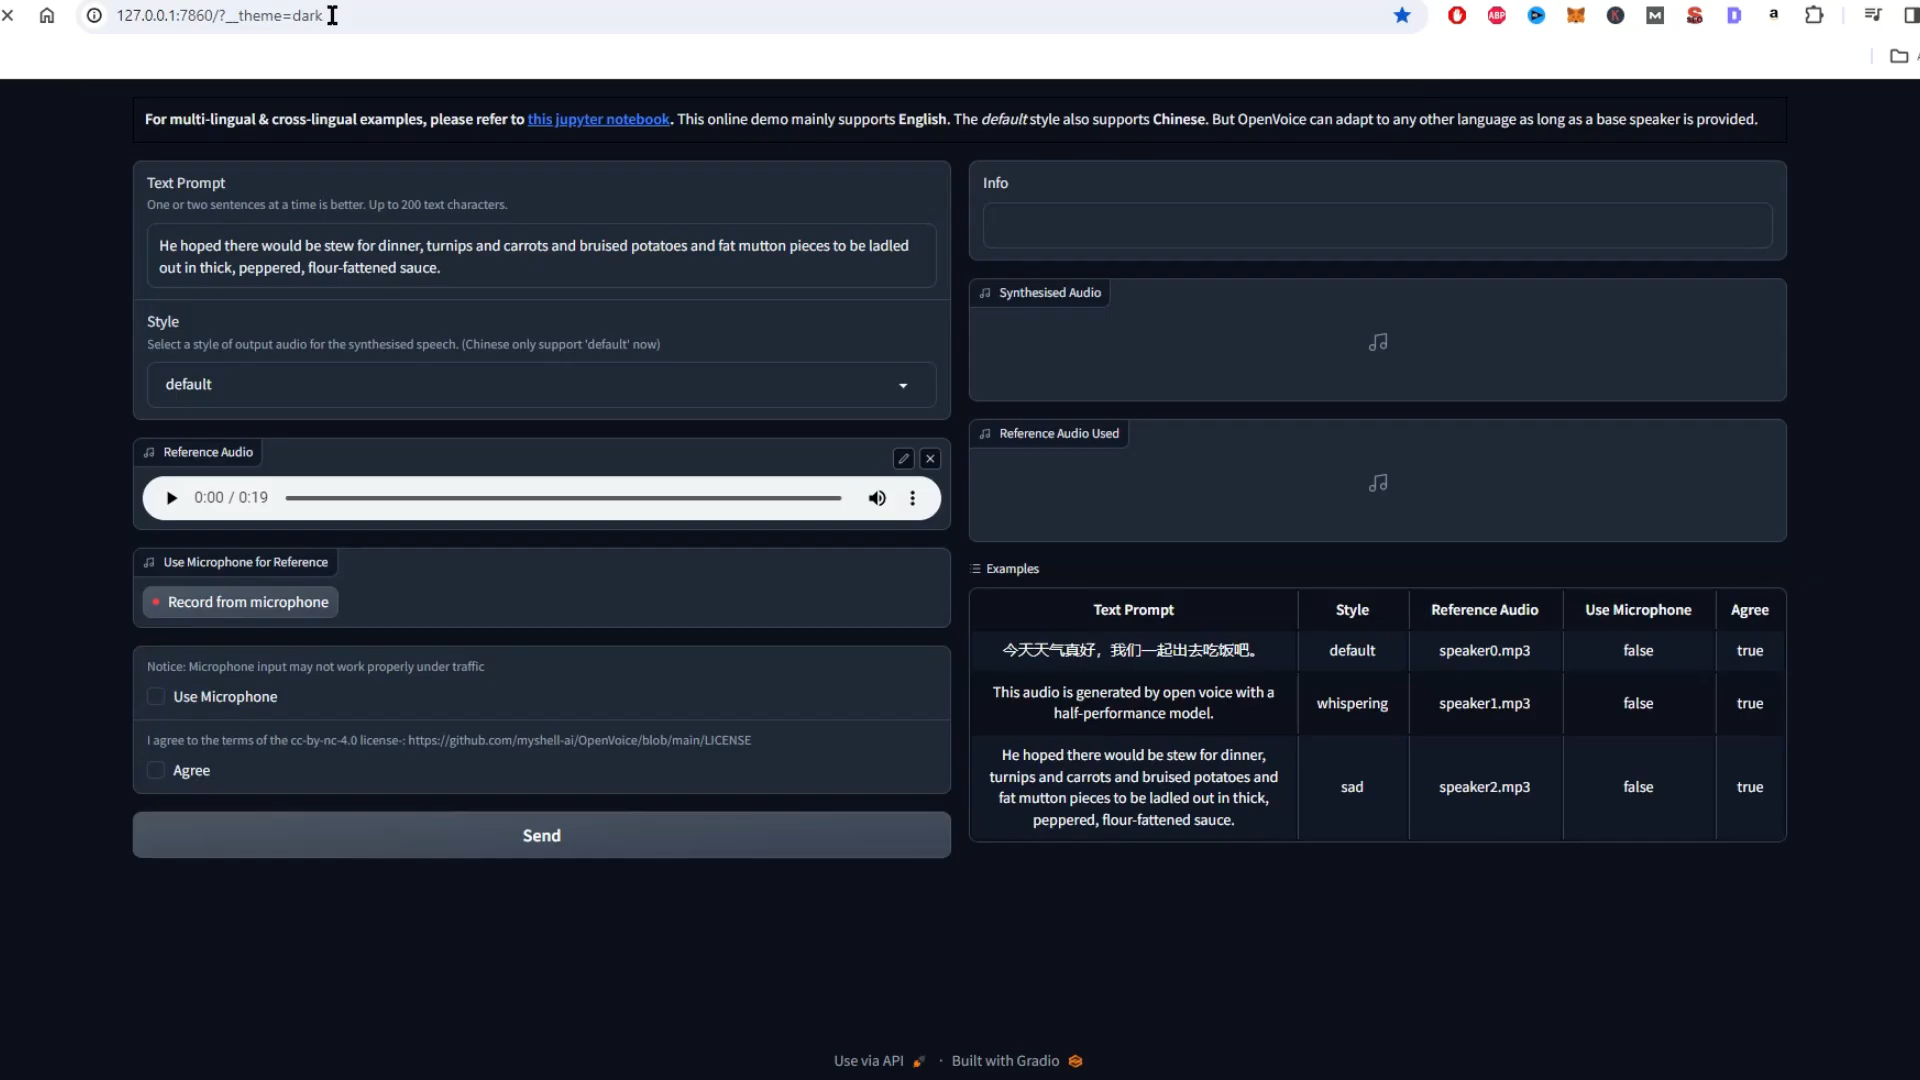 127.0.0.1:7860/?__theme=dark
For multi-lingual & cross-lingual examples, please refer to this jupyter notebook. This online demo mainly supports English. The default style also supports Chinese. But OpenVoice can adapt to any other language as long as a base speaker is provided.
Text Prompt
One or two sentences at a time is better. Up to 200 text characters.
He hoped there would be stew for dinner, turnips and carrots and bruised potatoes and fat mutton pieces to be ladled
out in thick, peppered, flour-fattened sauce.
Style
Select a style of output audio for the synthesised speech. (Chinese only support 'default' now)
default
Reference Audio
0:00 / 0:19
Use Microphone for Reference
Record from microphone
Notice: Microphone input may not work properly under traffic
Use Microphone
I agree to the terms of the cc-by-nc-4.0 license-: https://github.com/myshell-ai/OpenVoice/blob/main/LICENSE
Agree
Send
Info
Synthesised Audio
Reference Audio Used
Examples
Text Prompt Style Reference Audio Use Microphone Agree
今天天气真好，我们一起出去吃饭吧。 default speaker0.mp3 false true
This audio is generated by open voice with a
half-performance model. whispering speaker1.mp3 false true
He hoped there would be stew for dinner,
turnips and carrots and bruised potatoes and
fat mutton pieces to be ladled out in thick,
peppered, flour-fattened sauce. sad speaker2.mp3 false true
Use via API · Built with Gradio